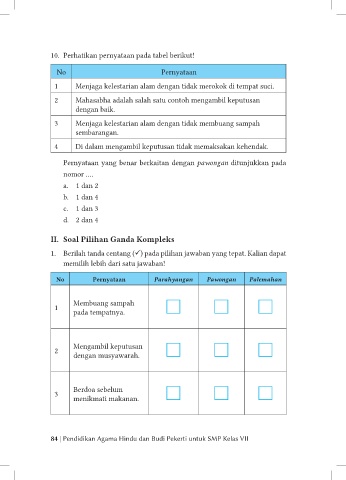 10. Perhatikan pernyataan pada tabel berikut!
No Pernyataan
1 Menjaga kelestarian alam dengan tidak merokok di tempat suci.
2 Mahasabha adalah salah satu contoh mengambil keputusan
dengan baik.
3 Menjaga kelestarian alam dengan tidak membuang sampah
sembarangan.
4 Di dalam mengambil keputusan tidak memaksakan kehendak.
Pernyataan yang benar berkaitan dengan pawongan ditunjukkan pada
nomor ....
a. 1 dan 2
b. 1 dan 4
c. 1 dan 3
d. 2 dan 4
II. Soal Pilihan Ganda Kompleks
1. Berilah tanda centang (✓) pada pilihan jawaban yang tepat. Kalian dapat
memilih lebih dari satu jawaban!
No Pernyataan Parahyangan Pawongan Palemahan
1 Membuang sampah
pada tempatnya.
2 Mengambil keputusan
dengan musyawarah.
3 Berdoa sebelum
menikmati makanan.
84 | Pendidikan Agama Hindu dan Budi Pekerti untuk SMP Kelas VII